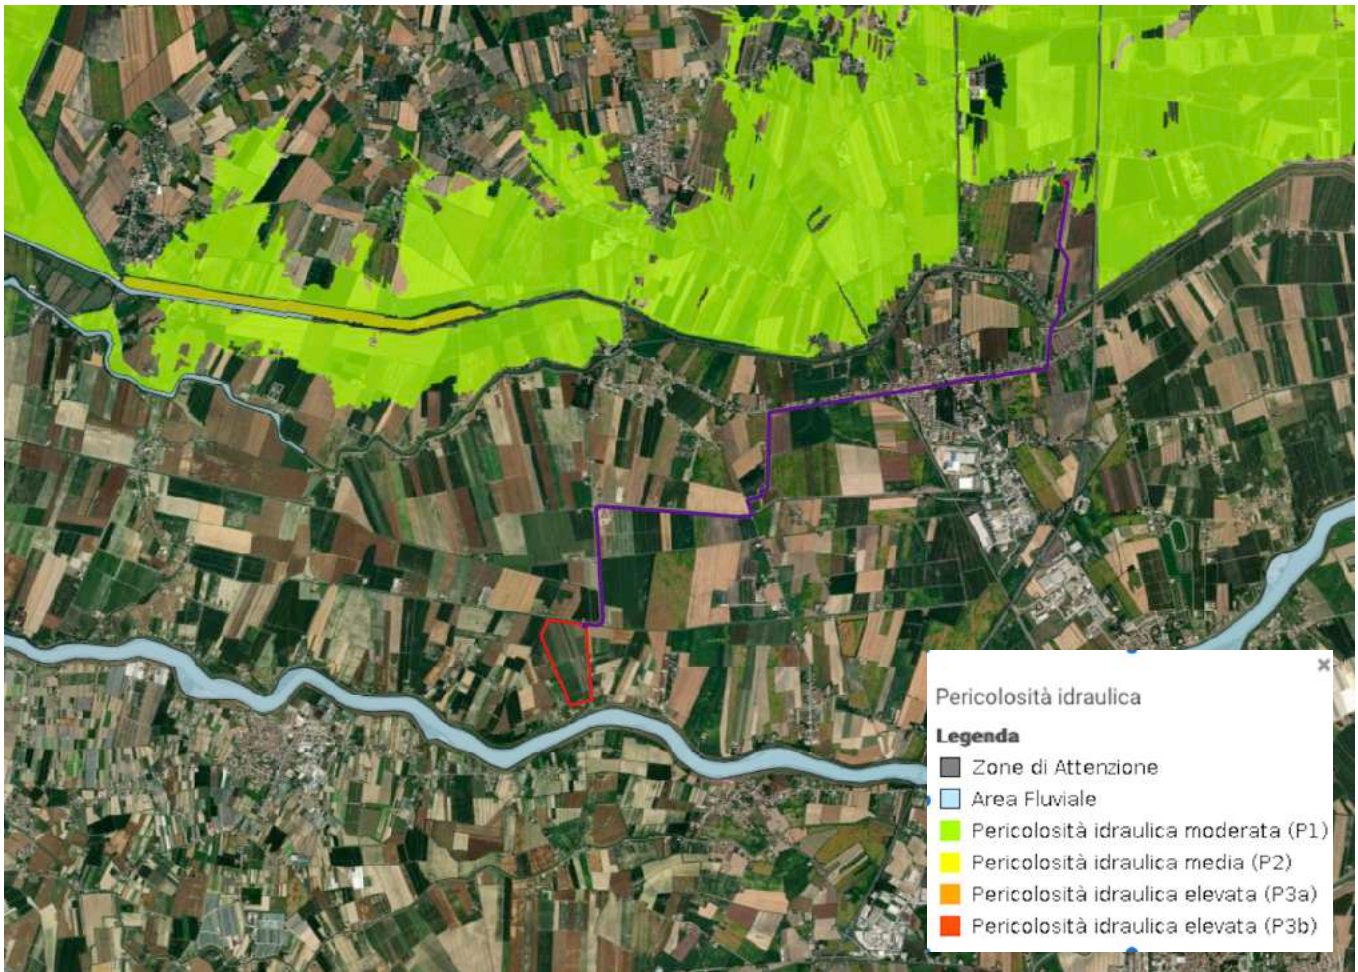 Pericolosità idraulica
Legenda
Zone di Attenzione
Area Fluviale
Pericolosità idraulica moderata (P1)
Pericolosità idraulica media (P2)
Pericolosità idraulica elevata (P3a)
Pericolosità idraulica elevata (P3b)